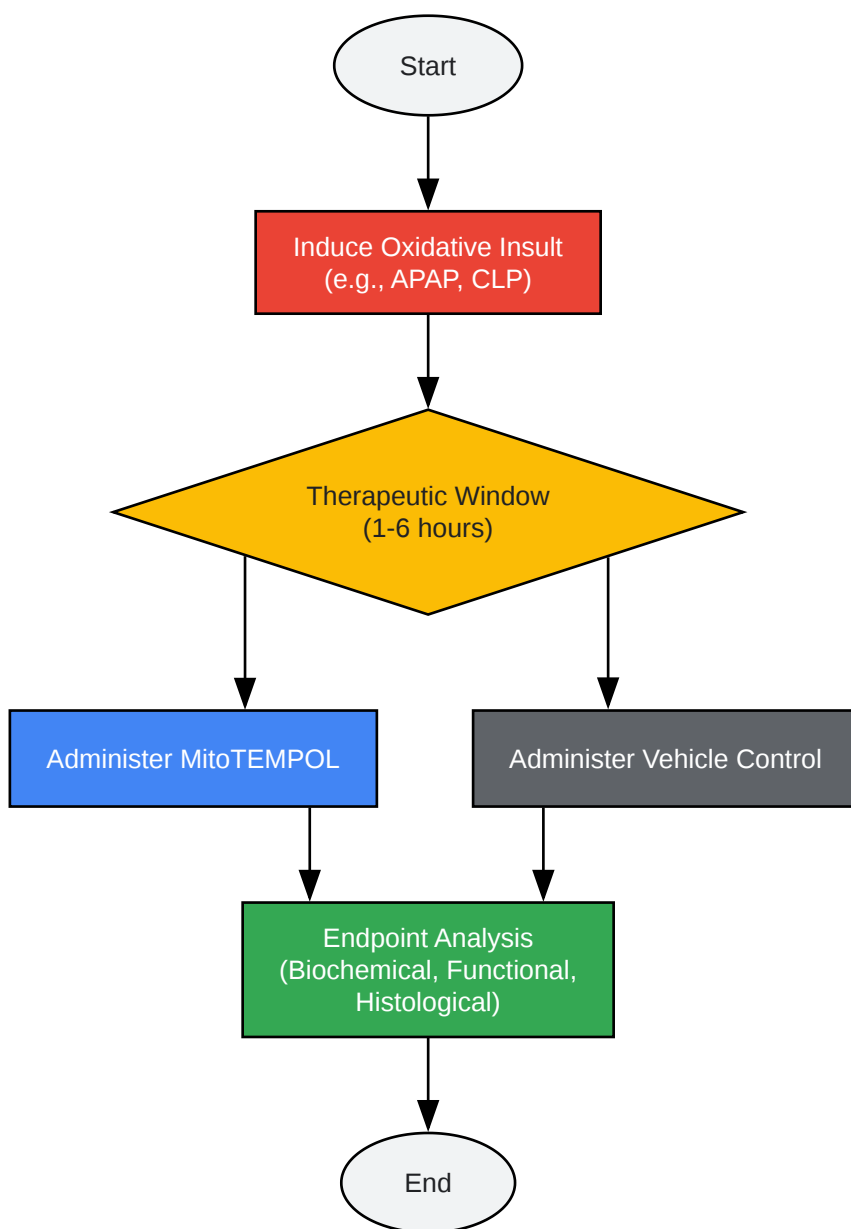 Start
Induce Oxidative Insult
(e.g., APAP, CLP)
Therapeutic Window
(1-6 hours)
Administer MitoTEMPOL
Administer Vehicle Control
Endpoint Analysis
(Biochemical, Functional,
Histological)
End